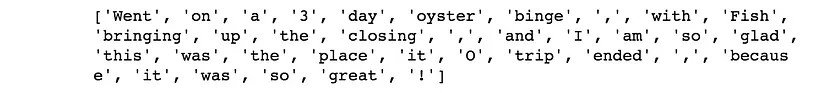 ['Went', 'on', 'a', '3', 'day', 'oyster', 'binge', ',', 'with', 'Fish',
'bringing', 'up', 'the', 'closing', ',', 'and', 'I', 'am', 'so', 'glad',
'this', 'was', 'the', 'place', 'it', 'O', 'trip', 'ended', ',', 'becaus
e', 'it', 'was', 'so', 'great', '!']